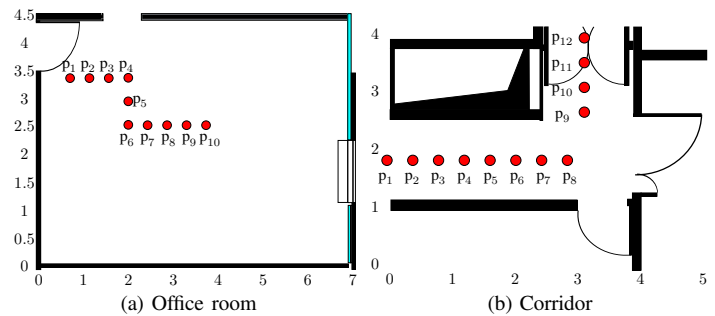 4.5
4
3.5
3
2.5
2
1.5
1
0.5
0
p1 p2 p3 p4
p5
p6 p7 p8 p9 p10
0 1 2 3 4 5 6 7
(a) Office room
4
3
2
1
0
p12
p11
p10
p9
p1 p2 p3 p4 p5 p6 p7 p8
0 1 2 3 4 5
(b) Corridor